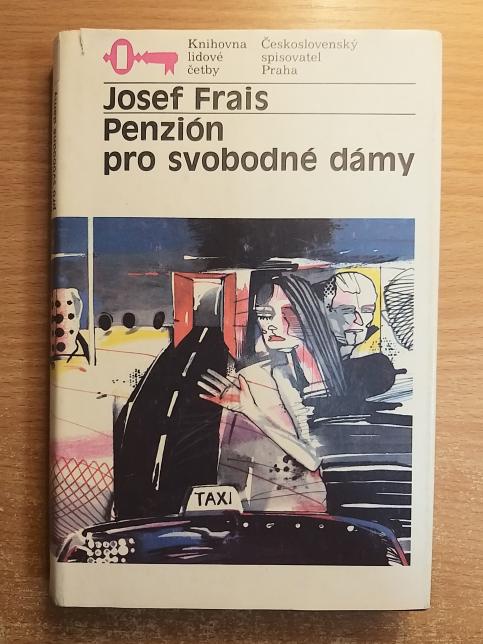 Knihovna
lidové
četby
Československý
spisovatel
Praha
Josef Frais
Penzión
pro svobodné dámy
TAXI